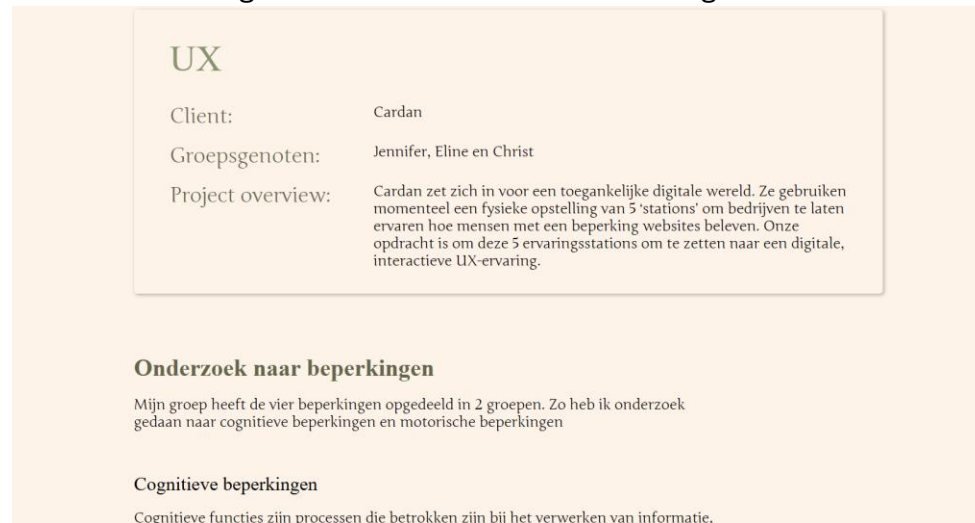 UX
Client:
Cardan
Groepsgenoten:
Jennifer, Eline en Christ
Project overview:
Cardan zet zich in voor een toegankelijke digitale wereld. Ze gebruiken
momenteel een fysieke opstelling van 5 ‘stations’ om bedrijven te laten
ervaren hoe mensen met een beperking websites beleven. Onze
opdracht is om deze 5 ervaringsstations om te zetten naar een digitale,
interactieve UX-ervaring.
Onderzoek naar beperkingen
Mijn groep heeft de vier beperkingen opgedeeld in 2 groepen. Zo heb ik onderzoek
gedaan naar cognitieve beperkingen en motorische beperkingen
Cognitieve beperkingen
Cognitieve functies zijn processen die betrokken zijn bij het verwerken van informatie,